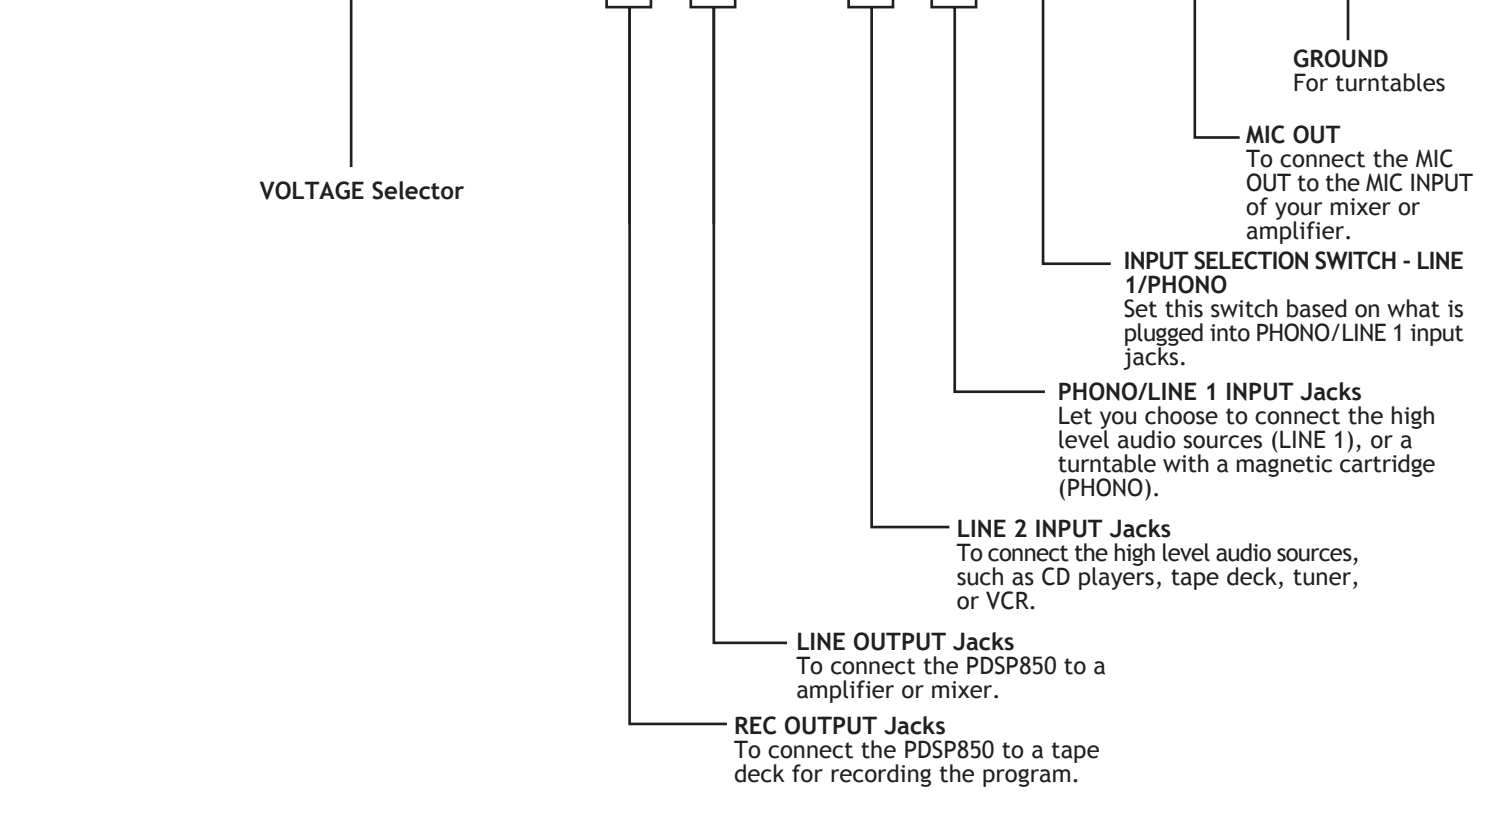 GROUND
For turntables
MIC OUT
To connect the MIC
OUT to the MIC INPUT
of your mixer or
amplifier.
VOLTAGE Selector
INPUT SELECTION SWITCH - LINE
1/PHONO
Set this switch based on what is
plugged into PHONO/LINE 1 input
jacks.
PHONO/LINE 1 INPUT Jacks
Let you choose to connect the high
level audio sources (LINE 1), or a
turntable with a magnetic cartridge
(PHONO).
LINE 2 INPUT Jacks
To connect the high level audio sources,
such as CD players, tape deck, tuner,
or VCR.
LINE OUTPUT Jacks
To connect the PDSP850 to a
amplifier or mixer.
REC OUTPUT Jacks
To connect the PDSP850 to a tape
deck for recording the program.